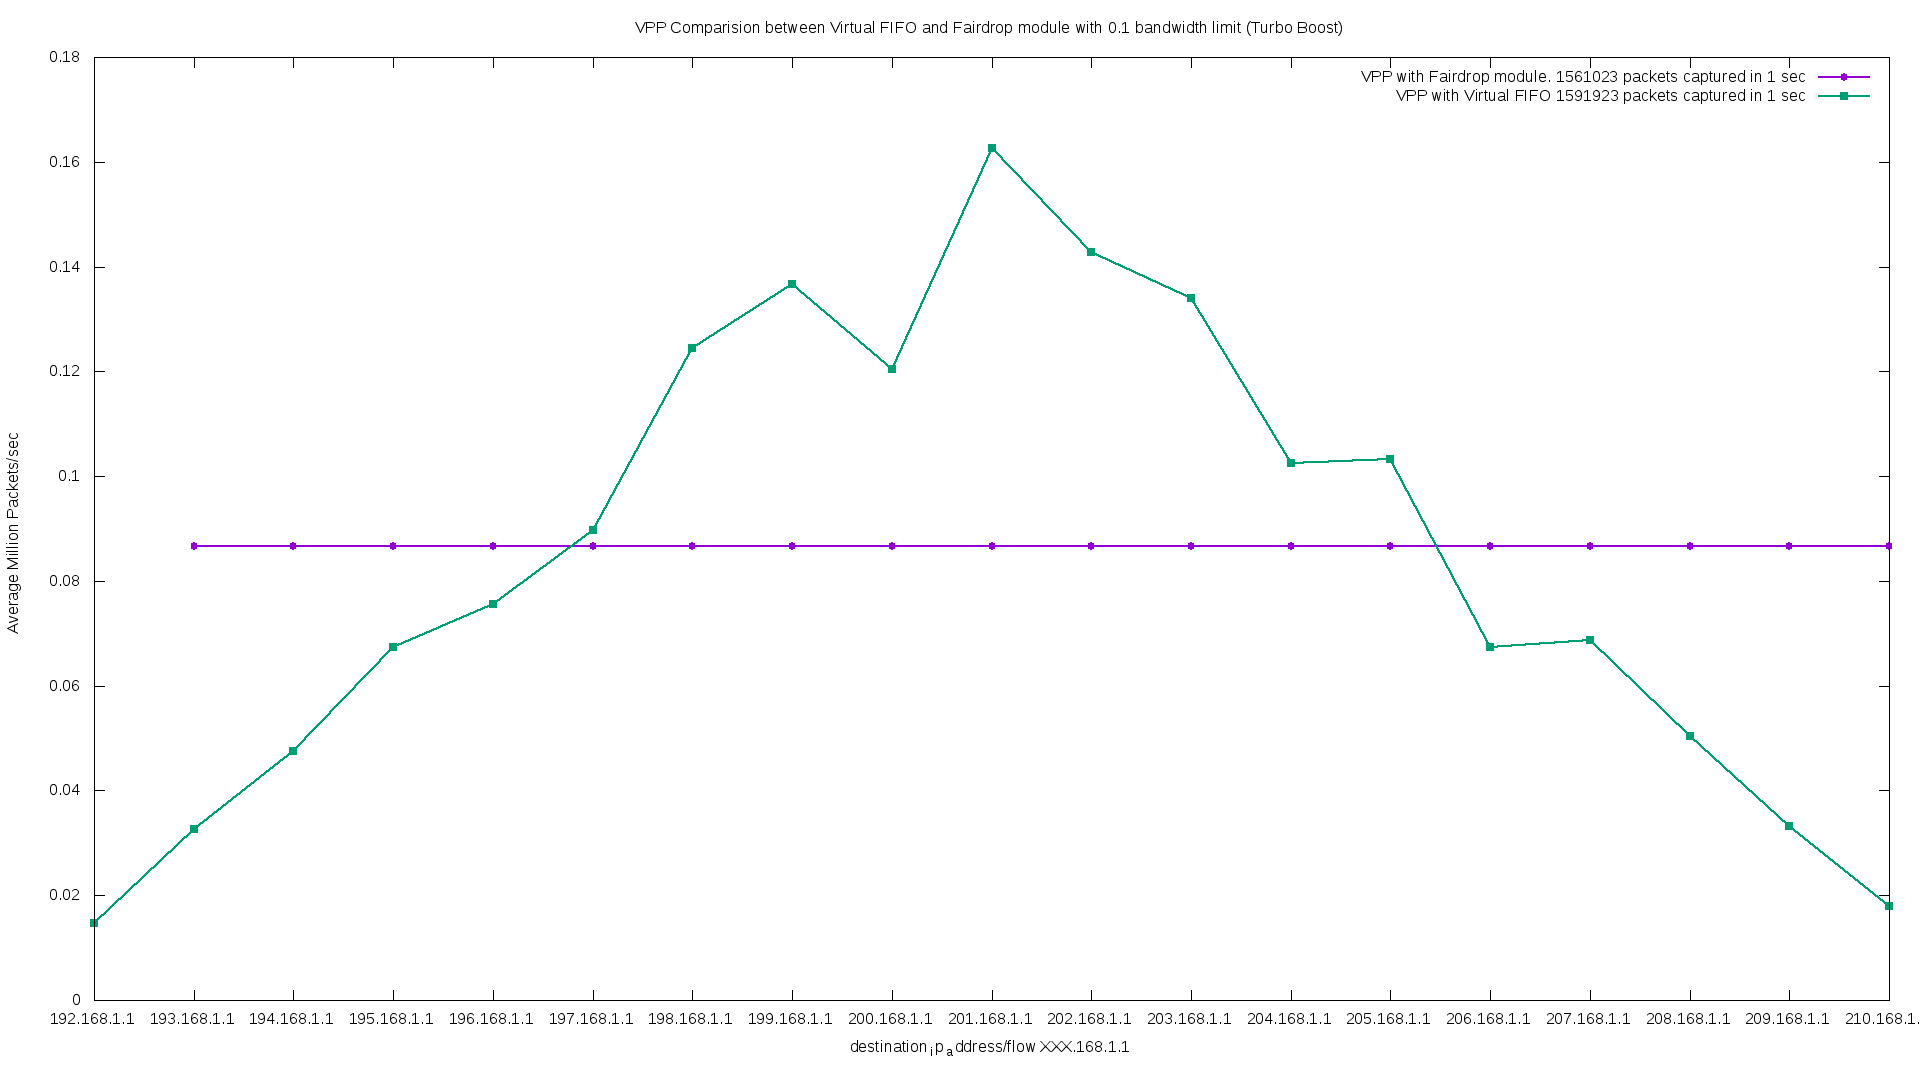 VPP Comparision between Virtual FIFO and Fairdrop module with 0.1 bandwidth limit (Turbo Boost)
VPP with Fairdrop module. 1561023 packets captured in 1 sec
VPP with Virtual FIFO 1591923 packets captured in 1 sec
0.18
0.16
0.14
0.12
0.1
0.08
0.06
0.04
0.02
0
Average Million Packets/sec
192.168.1.1 193.168.1.1 194.168.1.1 195.168.1.1 196.168.1.1 197.168.1.1 198.168.1.1 199.168.1.1 200.168.1.1 201.168.1.1 202.168.1.1 203.168.1.1 204.168.1.1 205.168.1.1 206.168.1.1 207.168.1.1 208.168.1.1 209.168.1.1 210.168.1.
destination ip address/flow XXX.168.1.1